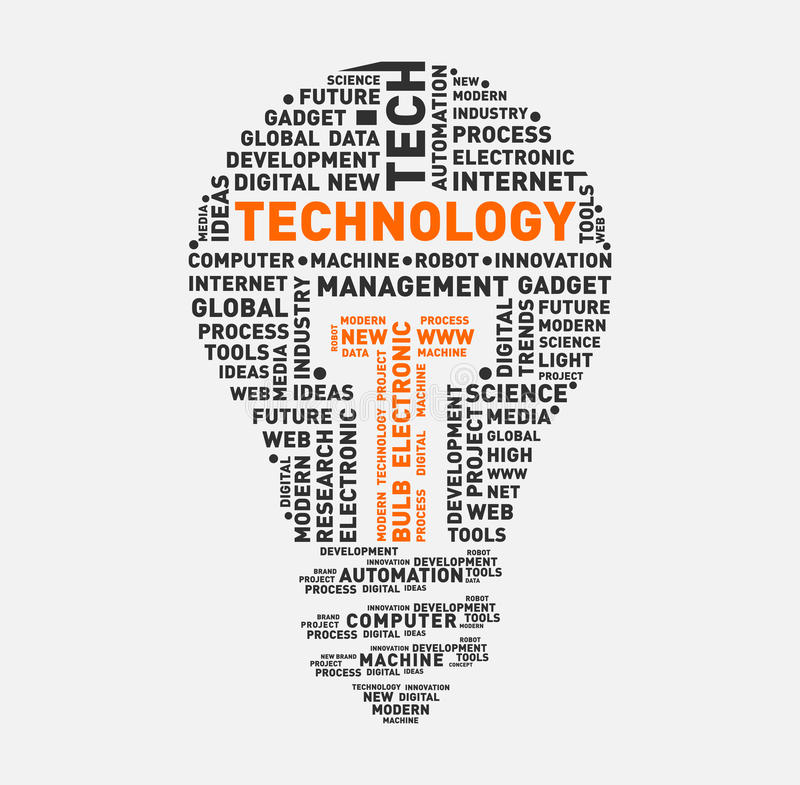 SCIENCE
FUTURE
GADGET
GLOBAL DATA
DEVELOPMENT
DIGITAL NEW
TECH
AUTOMATION
NEW
MODERN
INDUSTRY
PROCESS
ELECTRONIC
INTERNET
MEDIA
IDEAS
TECHNOLOGY
TOOLS
WEB
COMPUTER • MACHINE • ROBOT • INNOVATION
INTERNET
GLOBAL
PROCESS
TOOLS
IDEAS
WEB
MEDIA
INDUSTRY
MANAGEMENT
GADGET
DIGITAL
TRENDS
FUTURE
MODERN
SCIENCE
LIGHT
PROJECT
ROBOT
MODERN
NEW
DATA
PROCESS
WWW
MACHINE
MODERN TECHNOLOGY PROJECT
BULB ELECTRONIC
PROCESS DIGITAL MACHINE
IDEAS
FUTURE
WEB
DIGITAL
MODERN
RESEARCH
ELECTRONIC
SCIENCE
MEDIA
GLOBAL
HIGH
WWW
NET
WEB
TOOLS
DEVELOPMENT
PROJECT
dreamstime
DEVELOPMENT
ROBOT
INNOVATION DEVELOPMENT
BRAND
PROJECT AUTOMATION TOOLS
DATA
PROCESS DIGITAL IDEAS
ROBOT
INNOVATION DEVELOPMENT
BRAND
PROJECT COMPUTER TOOLS
MODERN
PROCESS DIGITAL IDEAS
ROBOT
INNOVATION DEVELOPMENT
NEW BRAND
PROJECT MACHINE TOOLS
CONCEPT
PROCESS DIGITAL IDEAS
TECHNOLOGY INNOVATION
NEW DIGITAL
MODERN
MACHINE